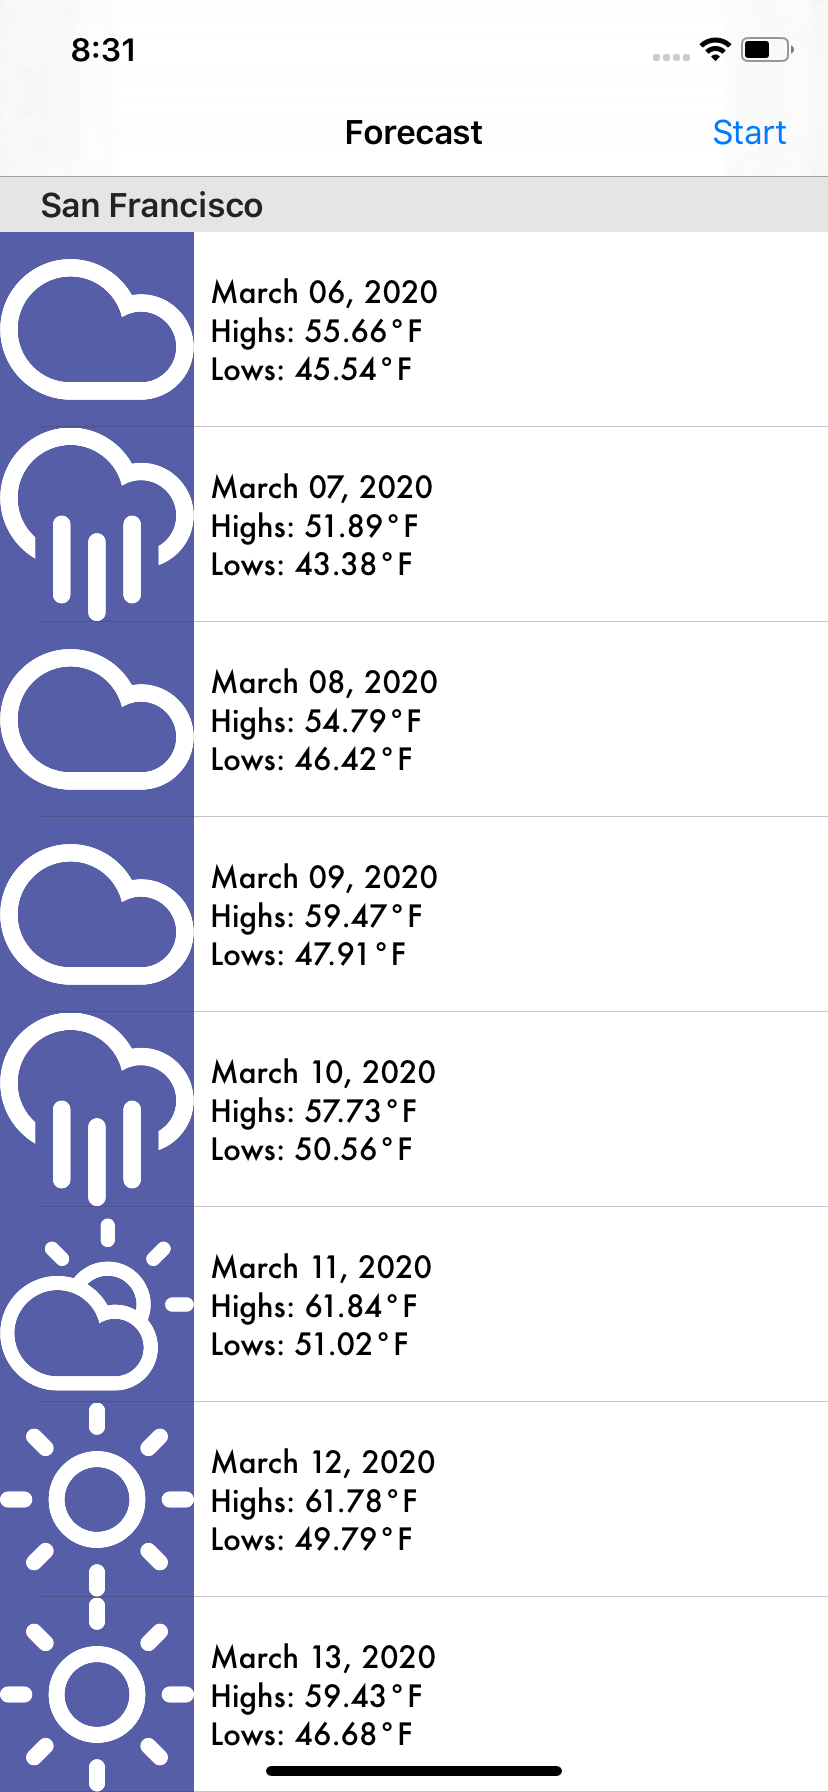 8:31
Forecast
Start
San Francisco
March 06, 2020
Highs: 55.66°F
Lows: 45.54°F
March 07, 2020
Highs: 51.89°F
Lows: 43.38°F
March 08, 2020
Highs: 54.79°F
Lows: 46.42°F
March 09, 2020
Highs: 59.47°F
Lows: 47.91°F
March 10, 2020
Highs: 57.73°F
Lows: 50.56°F
March 11, 2020
Highs: 61.84°F
Lows: 51.02°F
March 12, 2020
Highs: 61.78°F
Lows: 49.79°F
March 13, 2020
Highs: 59.43°F
Lows: 46.68°F